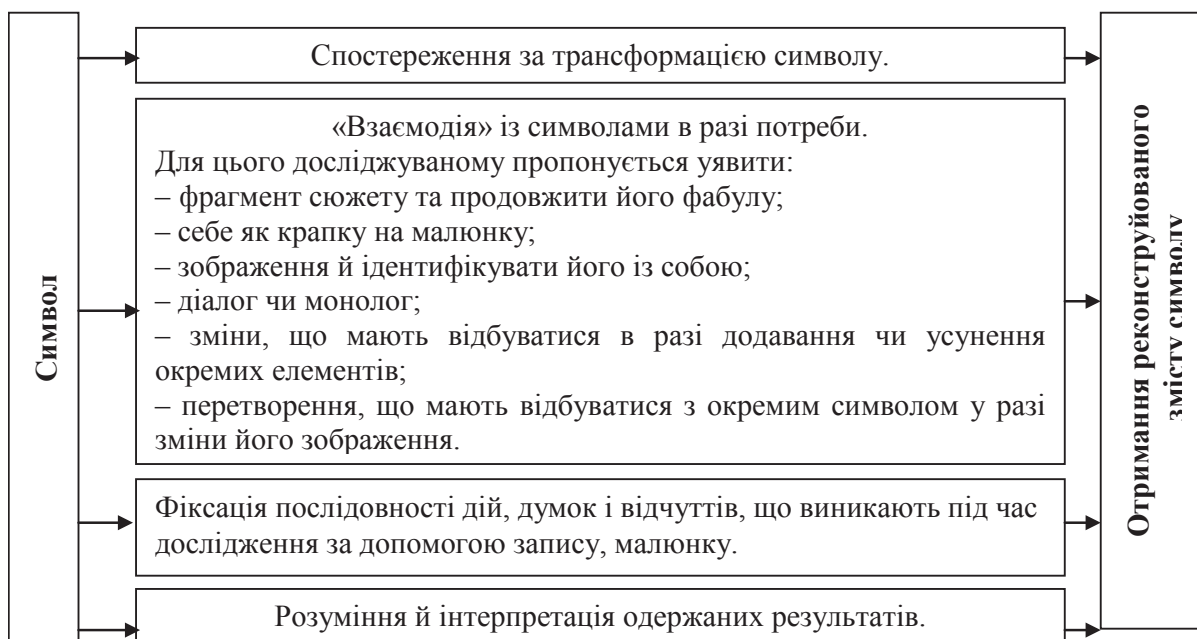 Символ
Спостереження за трансформацією символу.
«Взаємодія» із символами в разі потреби.
Для цього досліджуваному пропонується уявити:
– фрагмент сюжету та продовжити його фабулу;
– себе як крапку на малюнку;
– зображення й ідентифікувати його із собою;
– діалог чи монолог;
– зміни, що мають відбуватися в разі додавання чи усунення
окремих елементів;
– перетворення, що мають відбуватися з окремим символом у разі
зміни його зображення.
Фіксація послідовності дій, думок і відчуттів, що виникають під час
дослідження за допомогою запису, малюнку.
Розуміння й інтерпретація одержаних результатів.
Отримання реконструйованого
змісту символу